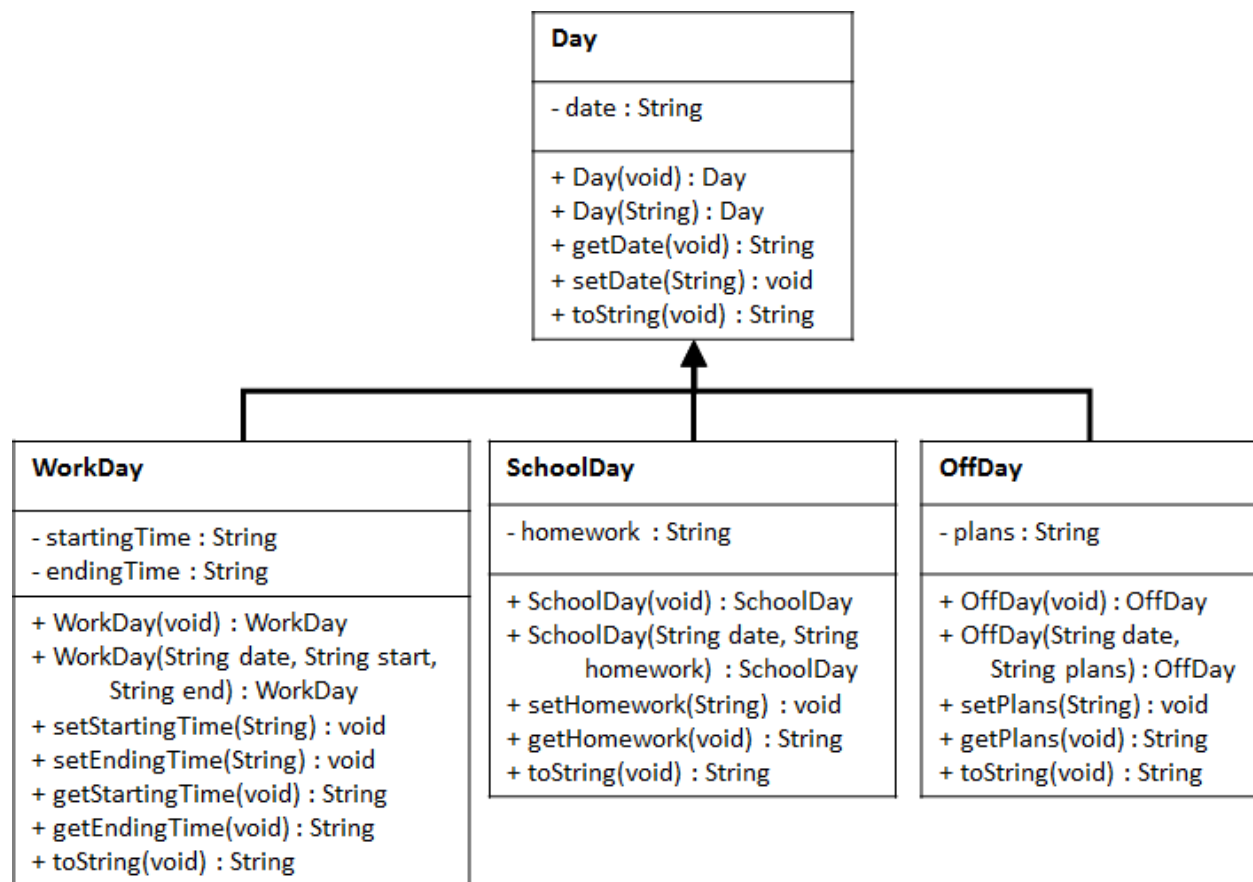 Day
- date : String
+ Day(void) : Day
+ Day(String) : Day
+ getDate(void) : String
+ setDate(String) : void
+ toString(void) : String
WorkDay
- startingTime : String
- endingTime : String
+ WorkDay(void) : WorkDay
+ WorkDay(String date, String start,
String end) : WorkDay
+ setStartingTime(String) : void
+ setEndingTime(String) : void
+ getStartingTime(void) : String
+ getEndingTime(void) : String
+ toString(void) : String
SchoolDay
- homework : String
+ SchoolDay(void) : SchoolDay
+ SchoolDay(String date, String
homework) : SchoolDay
+ setHomework(String) : void
+ getHomework(void) : String
+ toString(void) : String
OffDay
- plans : String
+ OffDay(void) : OffDay
+ OffDay(String date,
String plans) : OffDay
+ setPlans(String) : void
+ getPlans(void) : String
+ toString(void) : String